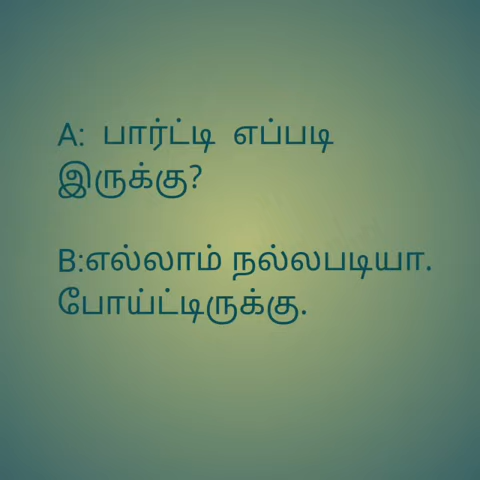 A: பார்ட்டி எப்படி
இருக்கு?
B:எல்லாம் நல்லபடியா.
போய்ட்டிருக்கு.